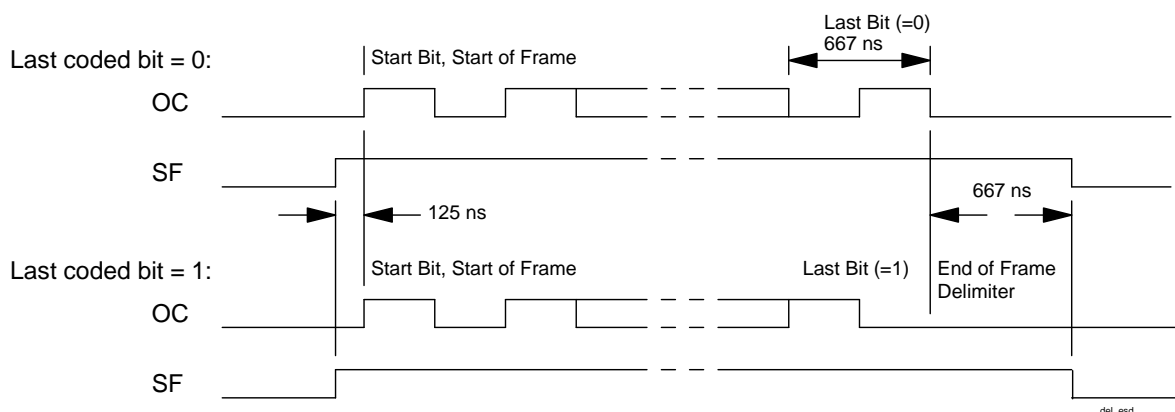 Last Bit (=0)
Last coded bit = 0:
Start Bit, Start of Frame
667 ns
OC
SF
667 ns
125 ns
Last coded bit = 1:
Start Bit, Start of Frame
Last Bit (=1)
End of Frame
Delimiter
OC
SF